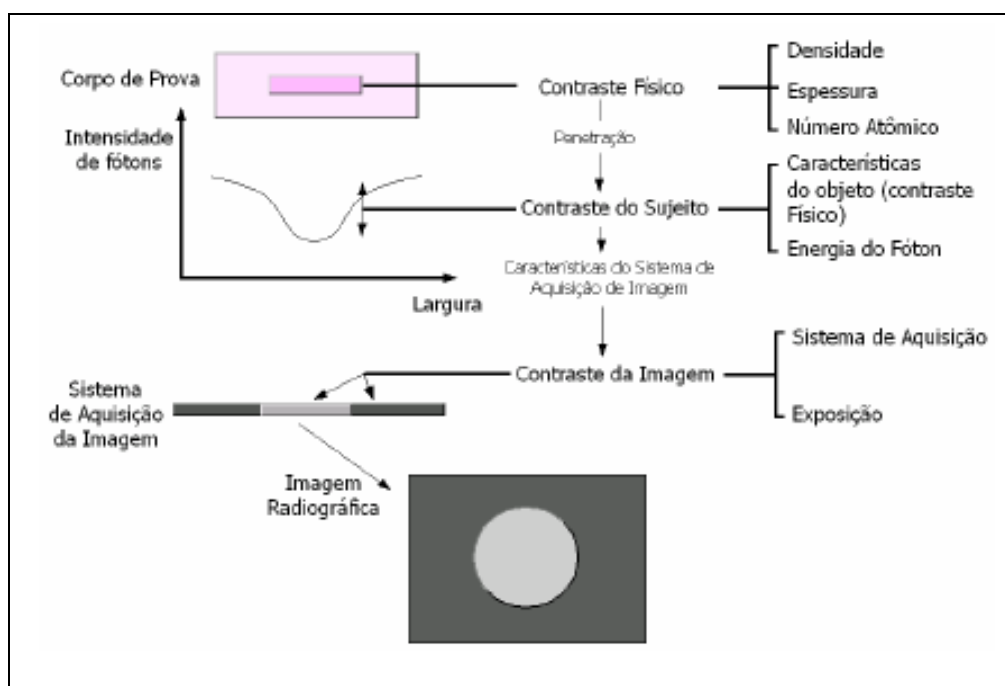 Corpo de Prova
Intensidade
de fótons
Contraste Físico
Densidade
Espessura
Número Atômico
Penetração
Contraste do Sujeito
Características
do objeto (contraste
Físico)
Energia do Fóton
Características do Sistema de
Aquisição de Imagem
Largura
Contraste da Imagem
Sistema de Aquisição
Exposição
Sistema
de Aquisição
da Imagem
Imagem
Radiográfica